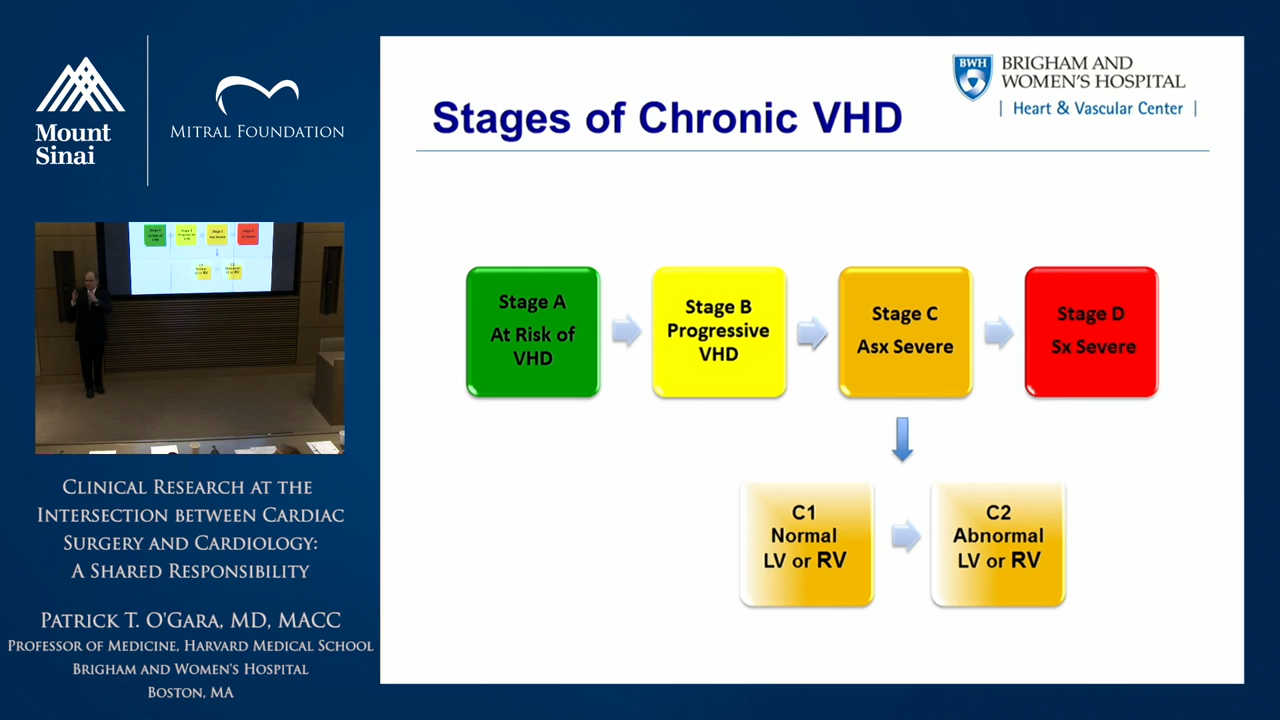 Mount
Sinai
MITRAL FOUNDATION
CLINICAL RESEARCH AT THE
INTERSECTION BETWEEN CARDIAC
SURGERY AND CARDIOLOGY:
A SHARED RESPONSIBILITY
PATRICK T. O'GARA, MD, MACC
PROFESSOR OF MEDICINE, HARVARD MEDICAL SCHOOL
BRIGHAM AND WOMEN'S HOSPITAL
BOSTON, MA
BWH
BRIGHAM AND
WOMEN'S HOSPITAL
| Heart & Vascular Center |
Stages of Chronic VHD
Stage A
At Risk of
VHD
Stage B
Progressive
VHD
Stage C
Asx Severe
Stage D
Sx Severe
C1
Normal
LV or RV
C2
Abnormal
LV or RV